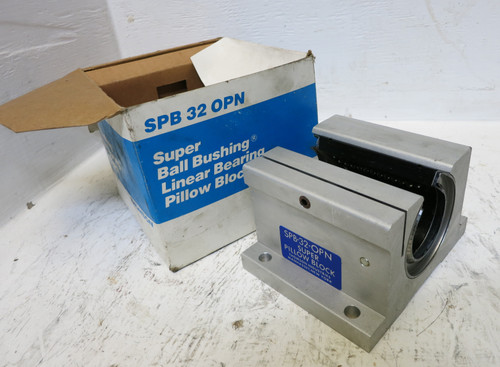 SPB 32 OPN
Super
Ball Bushing®
Linear Bearing
Pillow Block
SPB-32-OPN
SUPER
PILLOW BLOCK